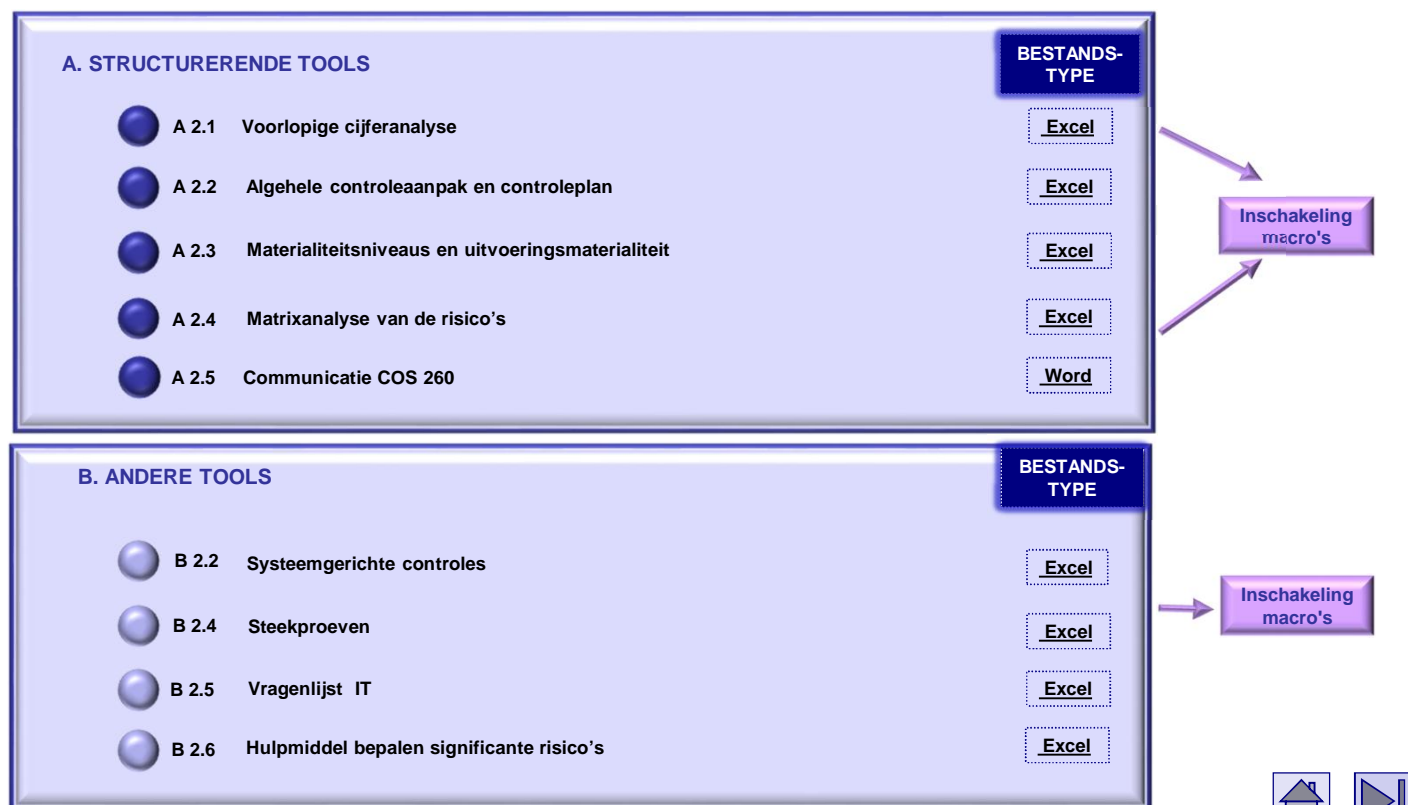 A. STRUCTURERENDE TOOLS
BESTANDS-
TYPE
A 2.1 Voorlopige cijferanalyse Excel
A 2.2 Algehele controleaanpak en controleplan Excel
A 2.3 Materialiteitsniveaus en uitvoeringsmaterialiteit Excel
A 2.4 Matrixanalyse van de risico’s Excel
A 2.5 Communicatie COS 260 Word
Inschakeling
macro's
B. ANDERE TOOLS
BESTANDS-
TYPE
B 2.2 Systeemgerichte controles Excel
B 2.4 Steekproeven Excel
B 2.5 Vragenlijst IT Excel
B 2.6 Hulpmiddel bepalen significante risico’s Excel
Inschakeling
macro's